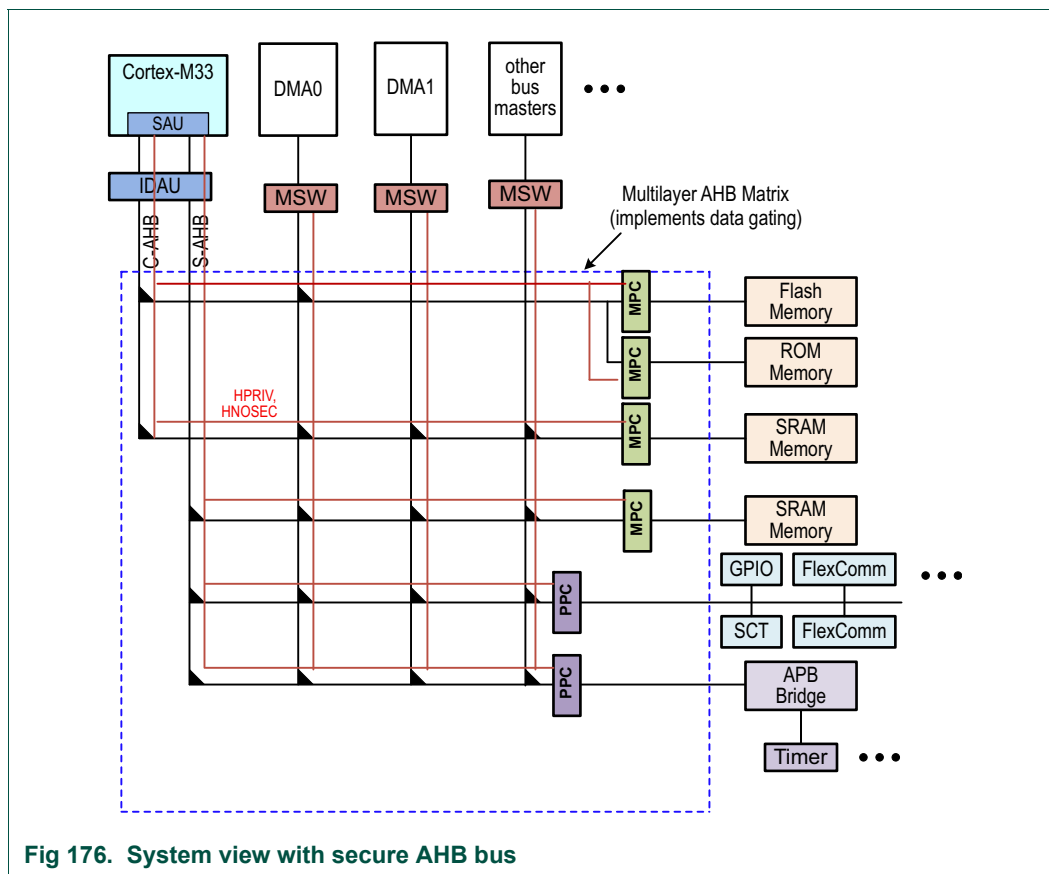 Cortex-M33
SAU
DMA0
DMA1
other
bus
masters
IDAU
MSW
MSW
MSW
C-AHB
S-AHB
Multilayer AHB Matrix
(implements data gating)
MPC
Flash
Memory
MPC
ROM
Memory
HPRIV,
HNOSEC
MPC
SRAM
Memory
MPC
SRAM
Memory
GPIO
FlexComm
PPC
SCT
FlexComm
PPC
APB
Bridge
Timer
Fig 176. System view with secure AHB bus